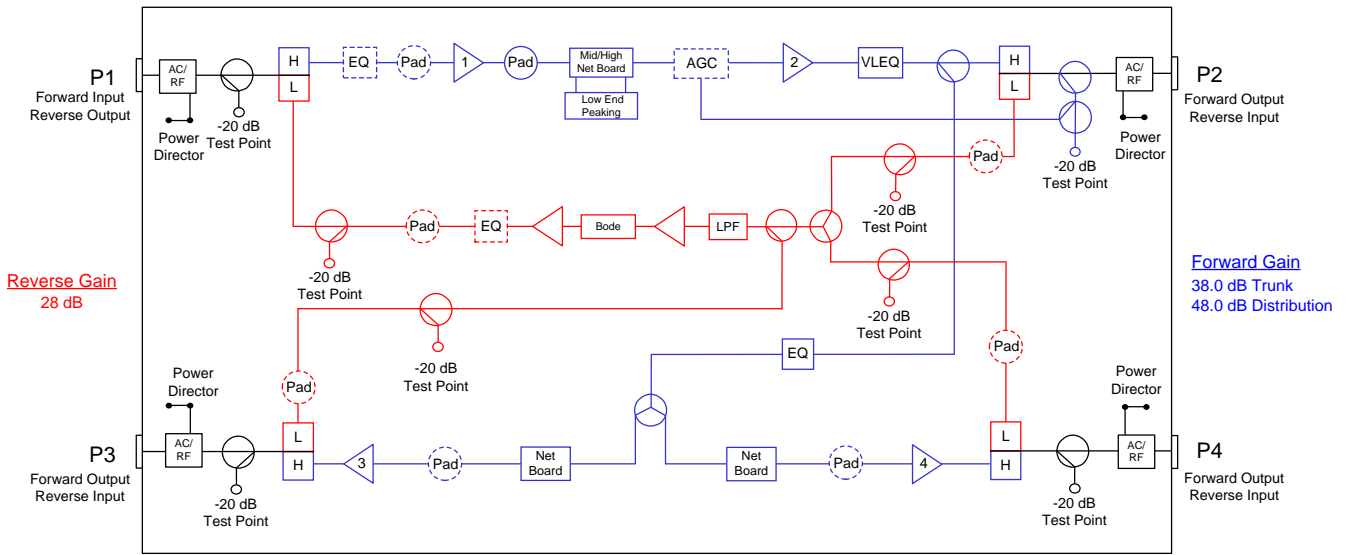 P1
Forward Input
Reverse Output
AC/
RF
Power
Director
-20 dB
Test Point
H
L
EQ
Pad
1
Pad
Mid/High
Net Board
Low End
Peaking
AGC
2
VLEQ
H
L
-20 dB
Test Point
AC/
RF
Power
Director
P2
Forward Output
Reverse Input
Pad
-20 dB
Test Point
-20 dB
Test Point
Pad
EQ
Bode
LPF
-20 dB
Test Point
Reverse Gain
28 dB
Forward Gain
38.0 dB Trunk
48.0 dB Distribution
-20 dB
Test Point
Pad
EQ
Pad
Power
Director
Power
Director
P3
Forward Output
Reverse Input
AC/
RF
-20 dB
Test Point
L
H
3
Pad
Net
Board
Net
Board
Pad
4
L
H
-20 dB
Test Point
AC/
RF
P4
Forward Output
Reverse Input